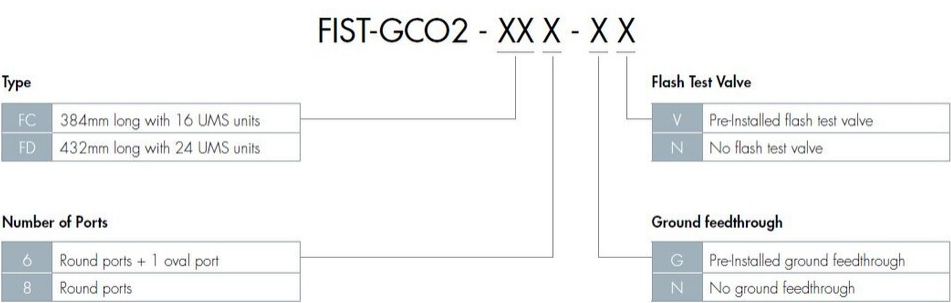 FIST-GCO2 - XX X - X X
Type
FC 384mm long with 16 UMS units
FD 432mm long with 24 UMS units
Flash Test Valve
V Pre-Installed flash test valve
N No flash test valve
Number of Ports
6 Round ports + 1 oval port
8 Round ports
Ground feedthrough
G Pre-Installed ground feedthrough
N No ground feedthrough